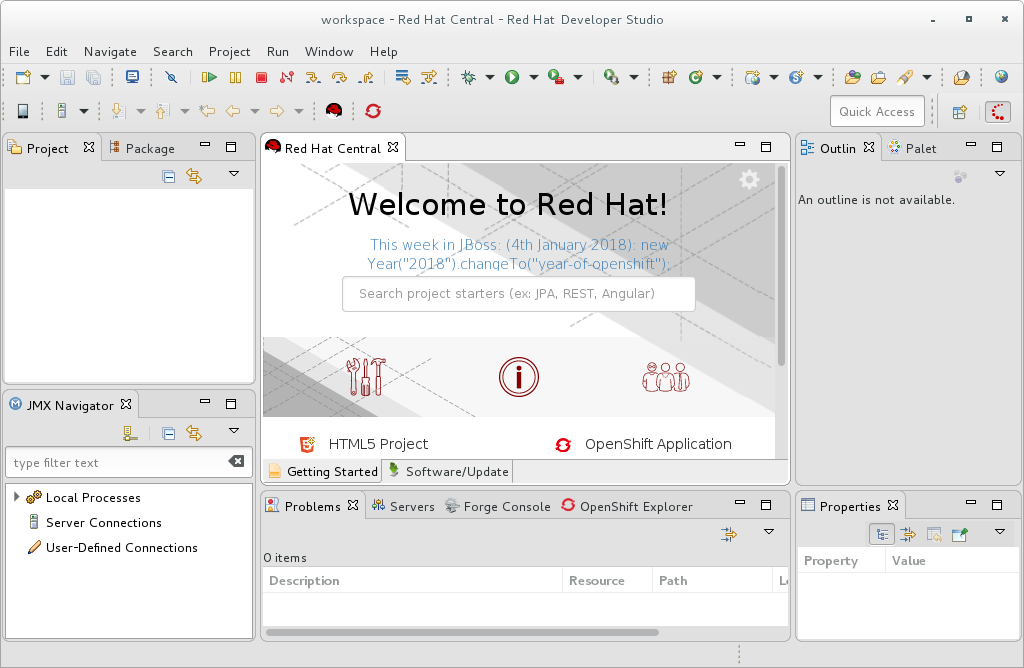 workspace - Red Hat Central - Red Hat Developer Studio
File Edit Navigate Search Project Run Window Help
Quick Access
Project
Package
Red Hat Central
Welcome to Red Hat!
This week in JBoss: (4th January 2018): new
Year("2018").changeTo("year-of-openshift");
Search project starters (ex: JPA, REST, Angular)
HTML5 Project
OpenShift Application
Getting Started
Software/Update
Outlin
Palet
An outline is not available.
JMX Navigator
type filter text
Local Processes
Server Connections
User-Defined Connections
Problems
Servers
Forge Console
OpenShift Explorer
0 items
Description
Resource
Path
Properties
Property
Value